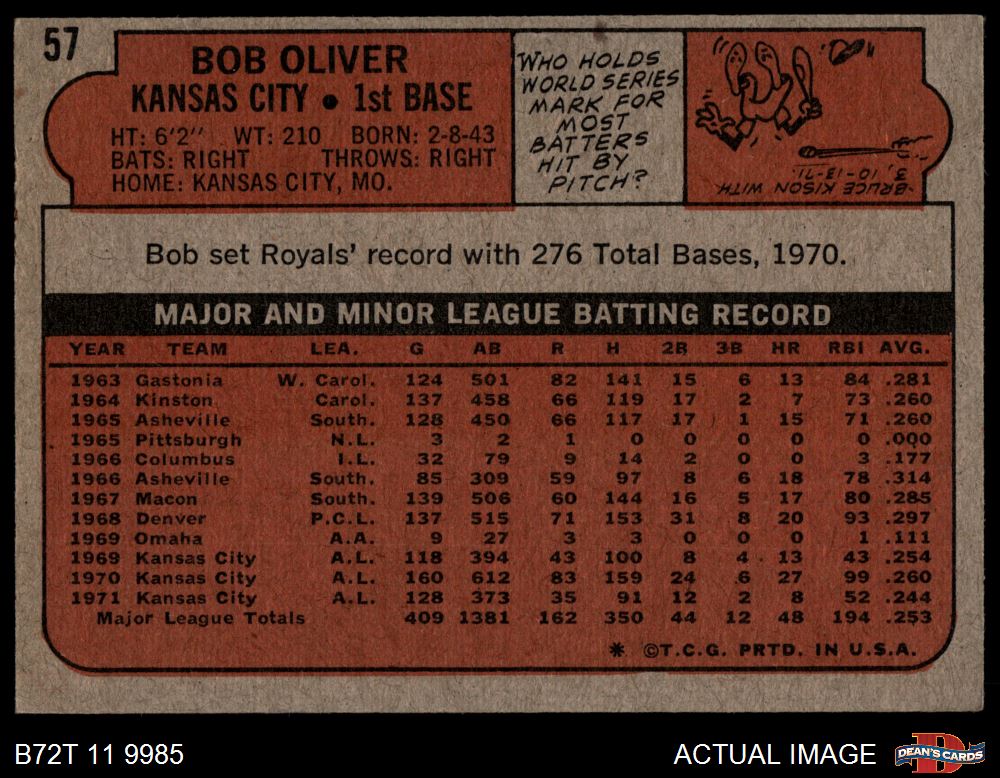 57
BOB OLIVER
KANSAS CITY • 1st BASE
HT: 6'2" WT: 210 BORN: 2-8-43
BATS: RIGHT THROWS: RIGHT
HOME: KANSAS CITY, MO.
WHO HOLDS
WORLD SERIES
MARK FOR
MOST
BATTERS
HIT BY
PITCH?
-BRUCE KISON WITH
3, 10-13-71.
Bob set Royals' record with 276 Total Bases, 1970.
MAJOR AND MINOR LEAGUE BATTING RECORD
YEAR TEAM LEA. G AB R H 2B 3B HR RBI AVG.
1963 Gastonia W. Carol. 124 501 82 141 15 6 13 84 .281
1964 Kinston Carol. 137 458 66 119 17 2 7 73 .260
1965 Asheville South. 128 450 66 117 17 1 15 71 .260
1965 Pittsburgh N.L. 3 2 1 0 0 0 0 0 .000
1966 Columbus I.L. 32 79 9 14 2 0 0 3 .177
1966 Asheville South. 85 309 59 97 8 6 18 78 .314
1967 Macon South. 139 506 60 144 16 5 17 80 .285
1968 Denver P.C.L. 137 515 71 153 31 8 20 93 .297
1969 Omaha A.A. 9 27 3 3 0 0 0 1 .111
1969 Kansas City A.L. 118 394 43 100 8 4 13 43 .254
1970 Kansas City A.L. 160 612 83 159 24 6 27 99 .260
1971 Kansas City A.L. 128 373 35 91 12 2 8 52 .244
Major League Totals 409 1381 162 350 44 12 48 194 .253
* ©T.C.G. PRTD. IN U.S.A.
B72T 11 9985
ACTUAL IMAGE
DEAN'S CARDS